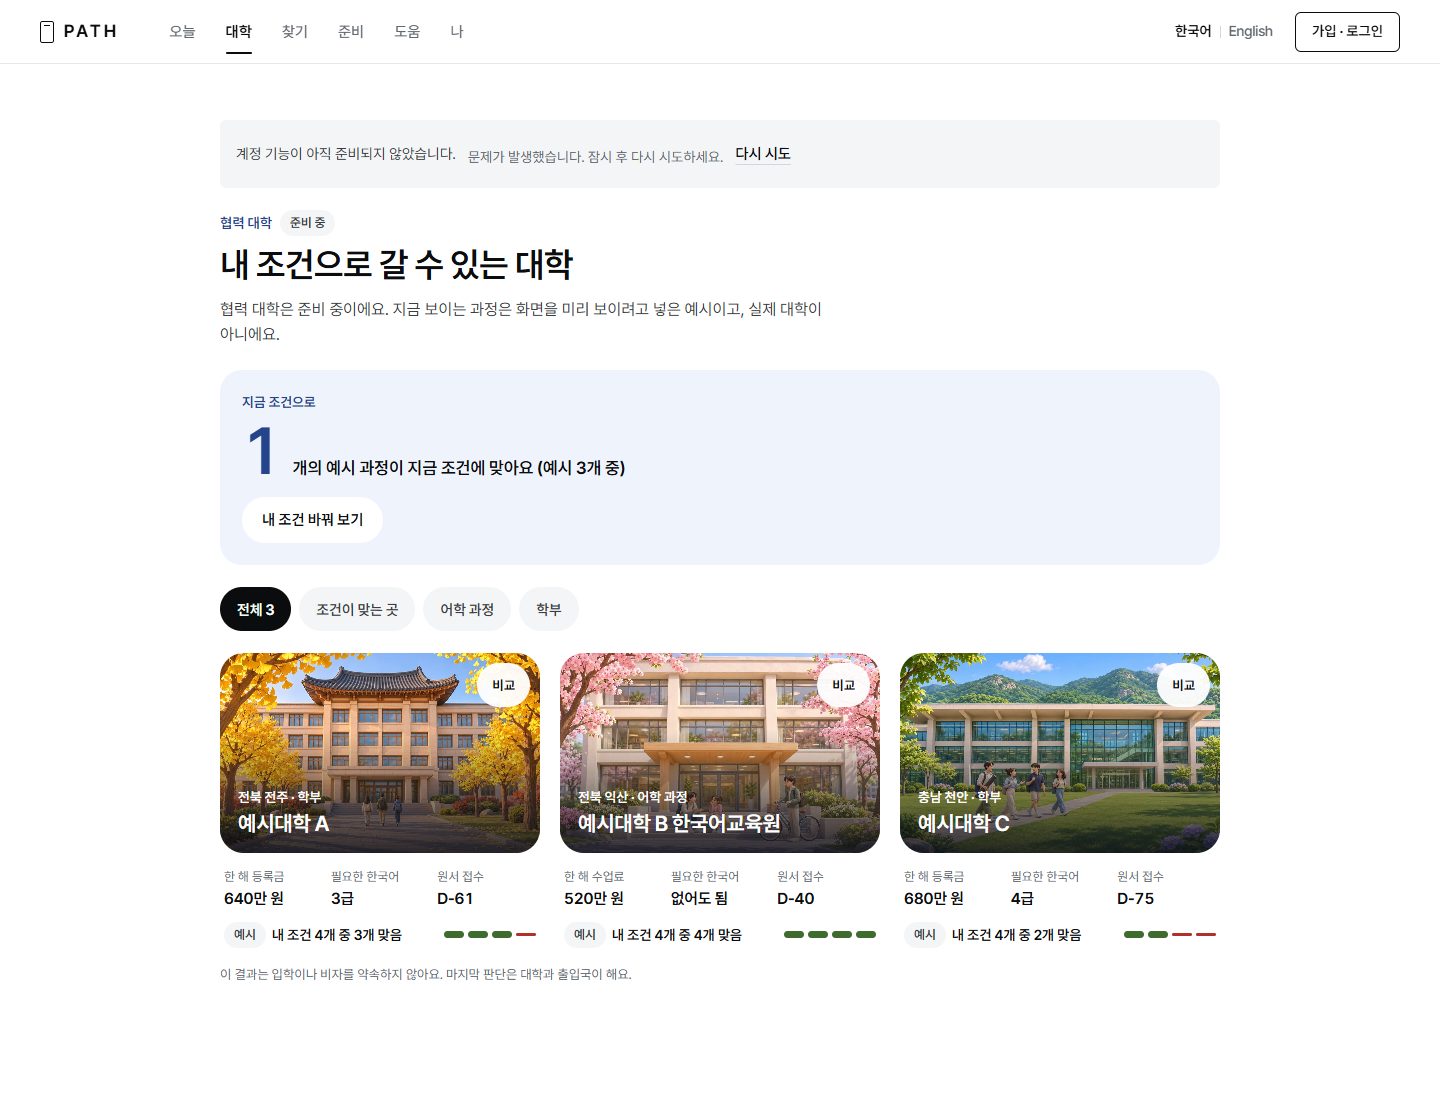 PATH
오늘
대학
찾기
준비
도움
나
한국어
English
가입 · 로그인
계정 기능이 아직 준비되지 않았습니다. 문제가 발생했습니다. 잠시 후 다시 시도하세요. 다시 시도
협력 대학 준비 중
내 조건으로 갈 수 있는 대학
협력 대학은 준비 중이에요. 지금 보이는 과정은 화면을 미리 보이려고 넣은 예시이고, 실제 대학이
아니에요.
지금 조건으로
1 개의 예시 과정이 지금 조건에 맞아요 (예시 3개 중)
내 조건 바꿔 보기
전체 3
조건이 맞는 곳
어학 과정
학부
비교
전북 전주 · 학부
예시대학 A
한 해 등록금 필요한 한국어 원서 접수
640만 원 3급 D-61
예시 내 조건 4개 중 3개 맞음
비교
전북 익산 · 어학 과정
예시대학 B 한국어교육원
한 해 수업료 필요한 한국어 원서 접수
520만 원 없어도 됨 D-40
예시 내 조건 4개 중 4개 맞음
비교
충남 천안 · 학부
예시대학 C
한 해 등록금 필요한 한국어 원서 접수
680만 원 4급 D-75
예시 내 조건 4개 중 2개 맞음
이 결과는 입학이나 비자를 약속하지 않아요. 마지막 판단은 대학과 출입국이 해요.